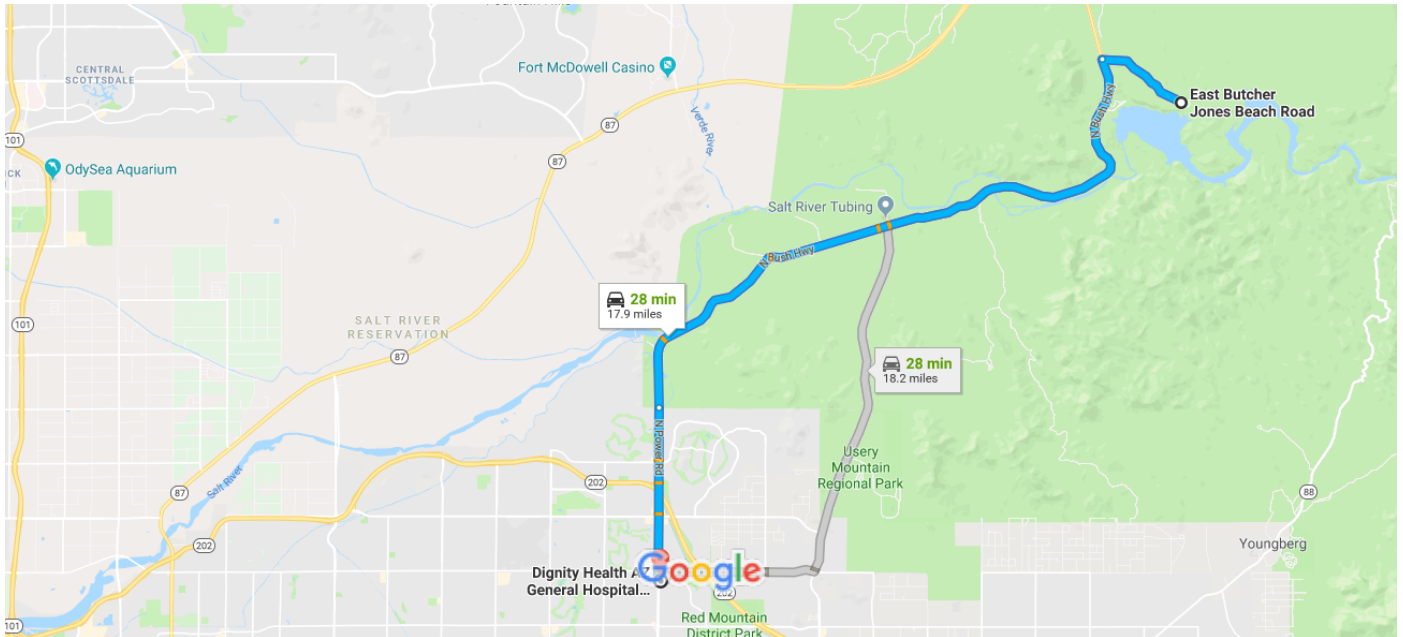 CENTRAL
SCOTTSDALE
Fort McDowell Casino
87
East Butcher
Jones Beach Road
N Bush Hwy
Verde River
101
87
OdySea Aquarium
Salt River Tubing
N Bush Hwy
28 min
17.9 miles
101
SALT RIVER
RESERVATION
87
28 min
18.2 miles
N Power Rd
Usery
Mountain
Regional Park
202
87
Salt River
88
202
Youngberg
Dignity Health AZ
General Hospital...
Google
202
Red Mountain
District Park
101